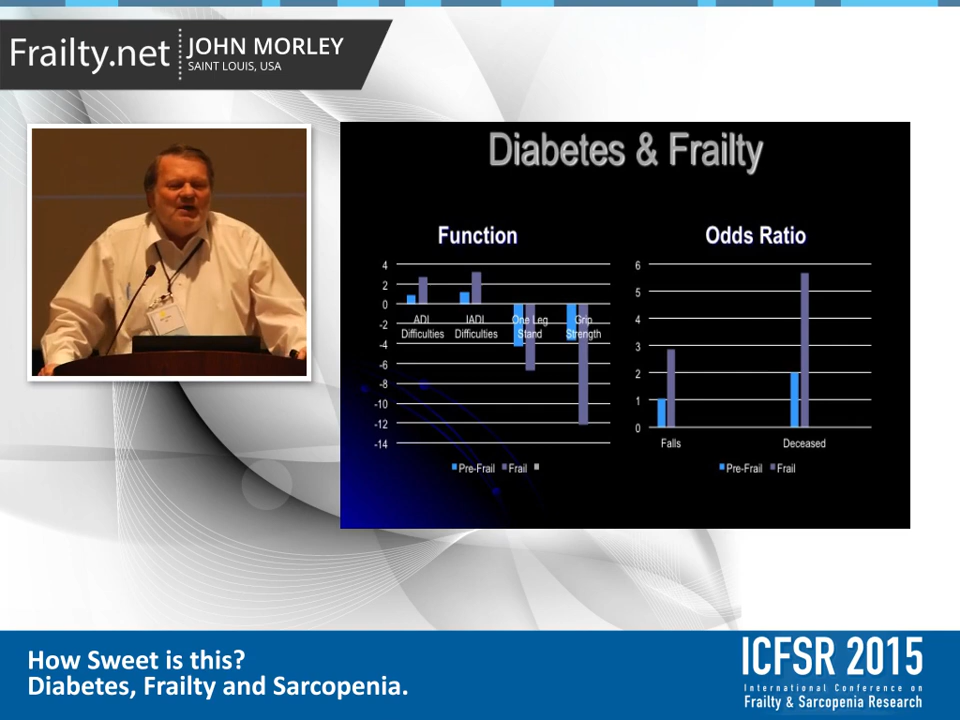 Frailty.net
JOHN MORLEY
SAINT LOUIS, USA
Diabetes & Frailty
Function
4
2
0
-2
-4
-6
-8
-10
-12
-14
ADL
Difficulties
IADL
Difficulties
One Leg
Stand
Grip
Strength
Pre-Frail
Frail
Odds Ratio
6
5
4
3
2
1
0
Falls
Deceased
Pre-Frail
Frail
How Sweet is this?
Diabetes, Frailty and Sarcopenia.
ICFSR 2015
International Conference on
Frailty & Sarcopenia Research